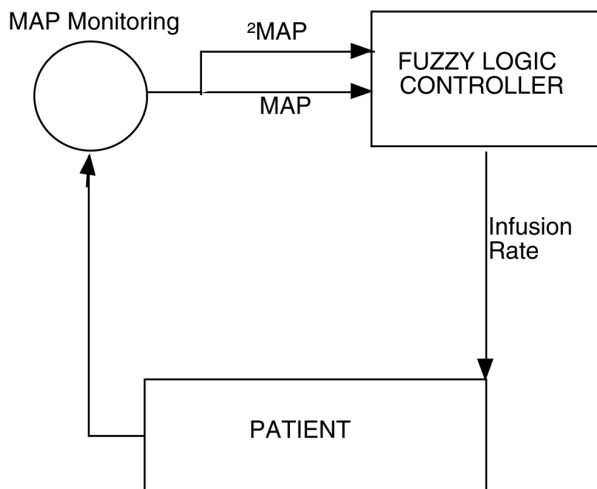 MAP Monitoring
²MAP
MAP
FUZZY LOGIC
CONTROLLER
Infusion
Rate
PATIENT